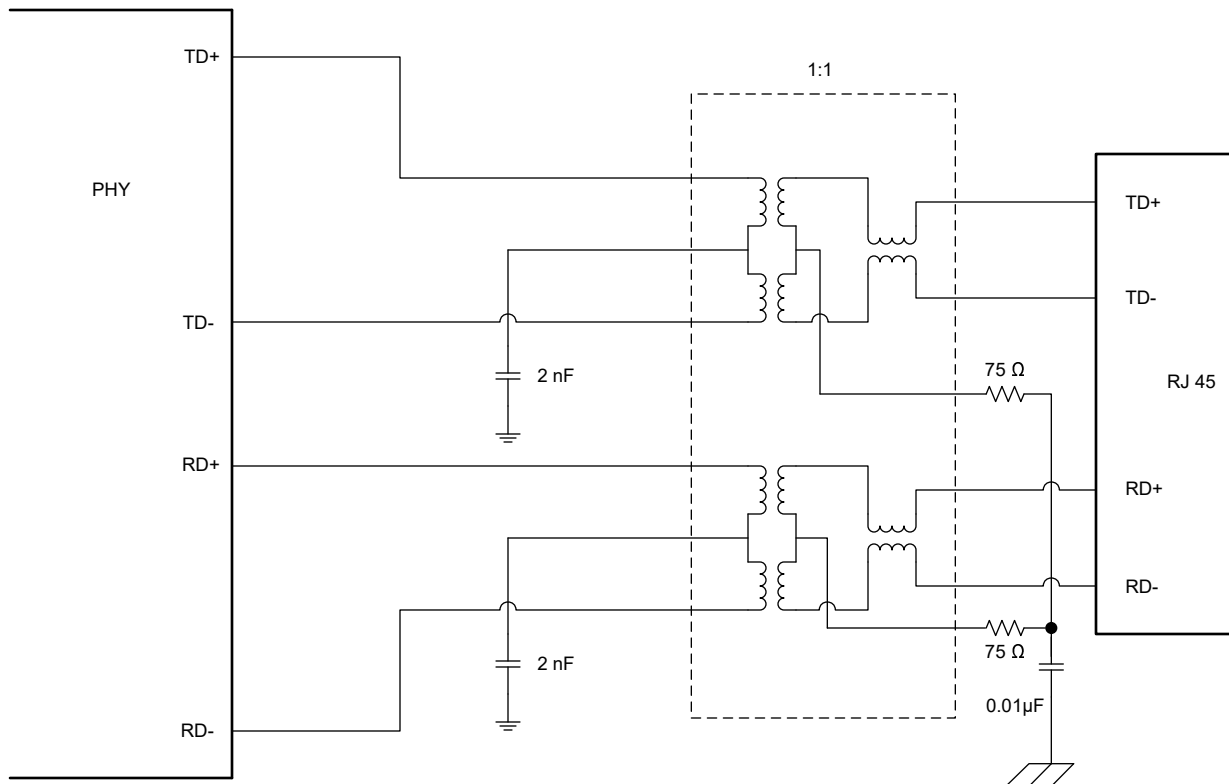 TD+
1:1
PHY
TD+
TD-
TD-
2 nF
75 Ω
RJ 45
RD+
RD+
RD-
75 Ω
2 nF
0.01µF
RD-